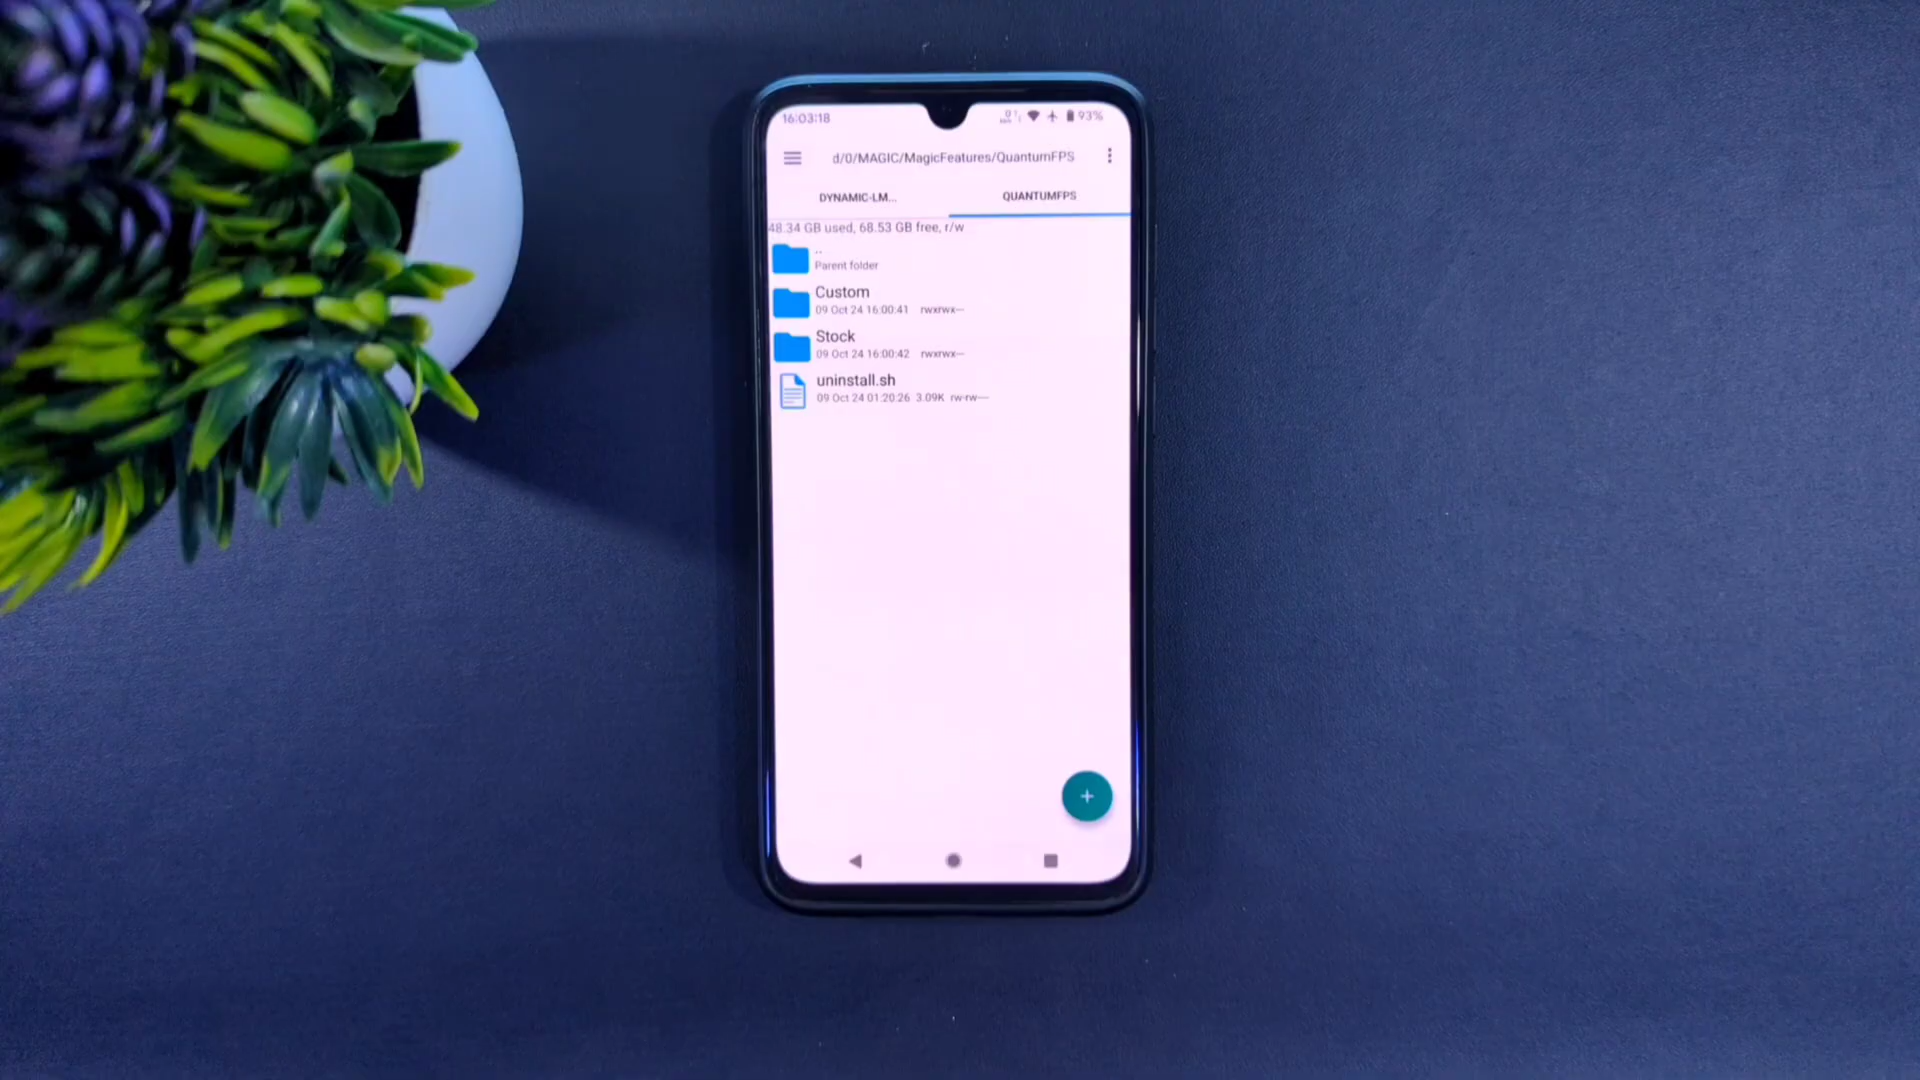 16:03:18
93%
d/0/MAGIC/MagicFeatures/QuantumFPS
DYNAMIC-LM...
QUANTUMFPS
48.34 GB used, 68.53 GB free, r/w
..
Parent folder
Custom
09 Oct 24 16:00:41 rwxrwx---
Stock
09 Oct 24 16:00:42 rwxrwx---
uninstall.sh
09 Oct 24 01:20:26 3.09K rw-rw----